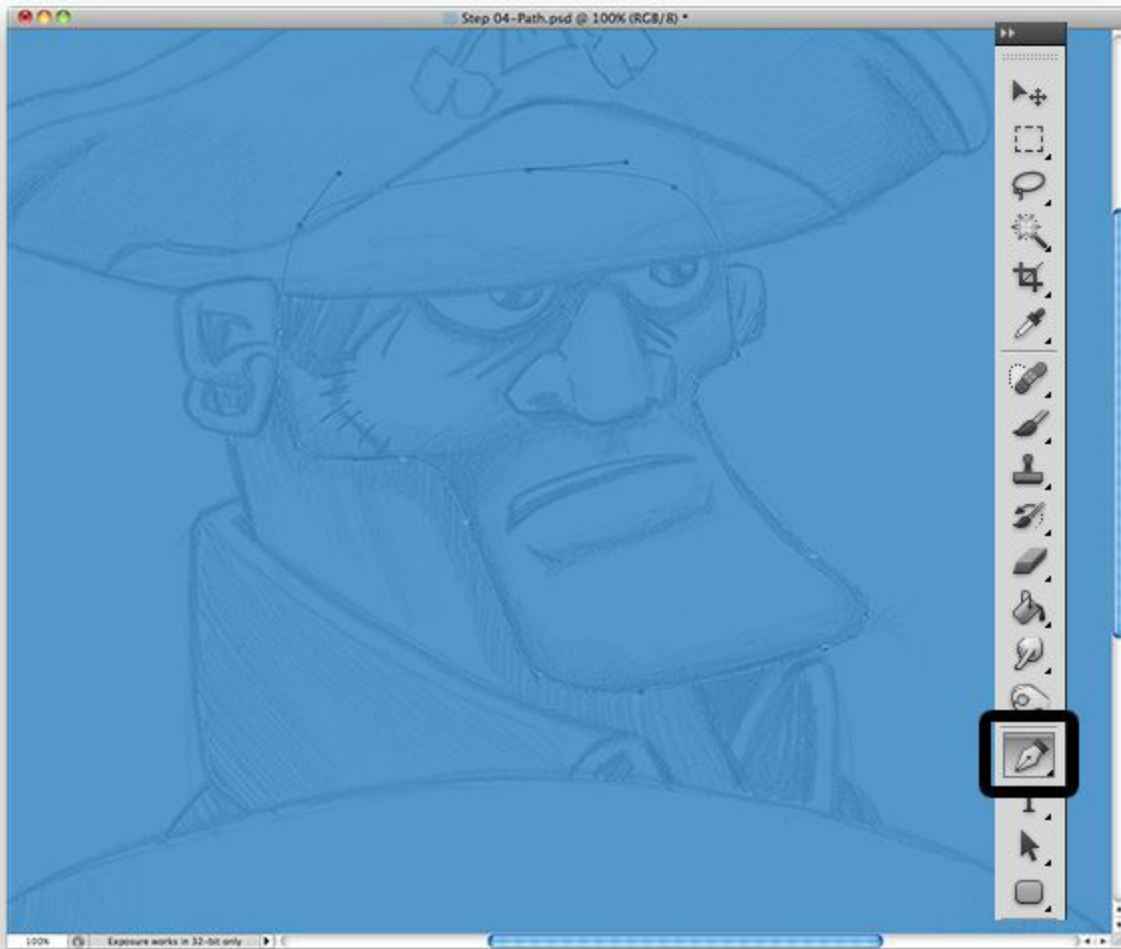 Step 04-Path.psd @ 100% (RGB/8) *
T
100%
Exposure works in 32-bit only